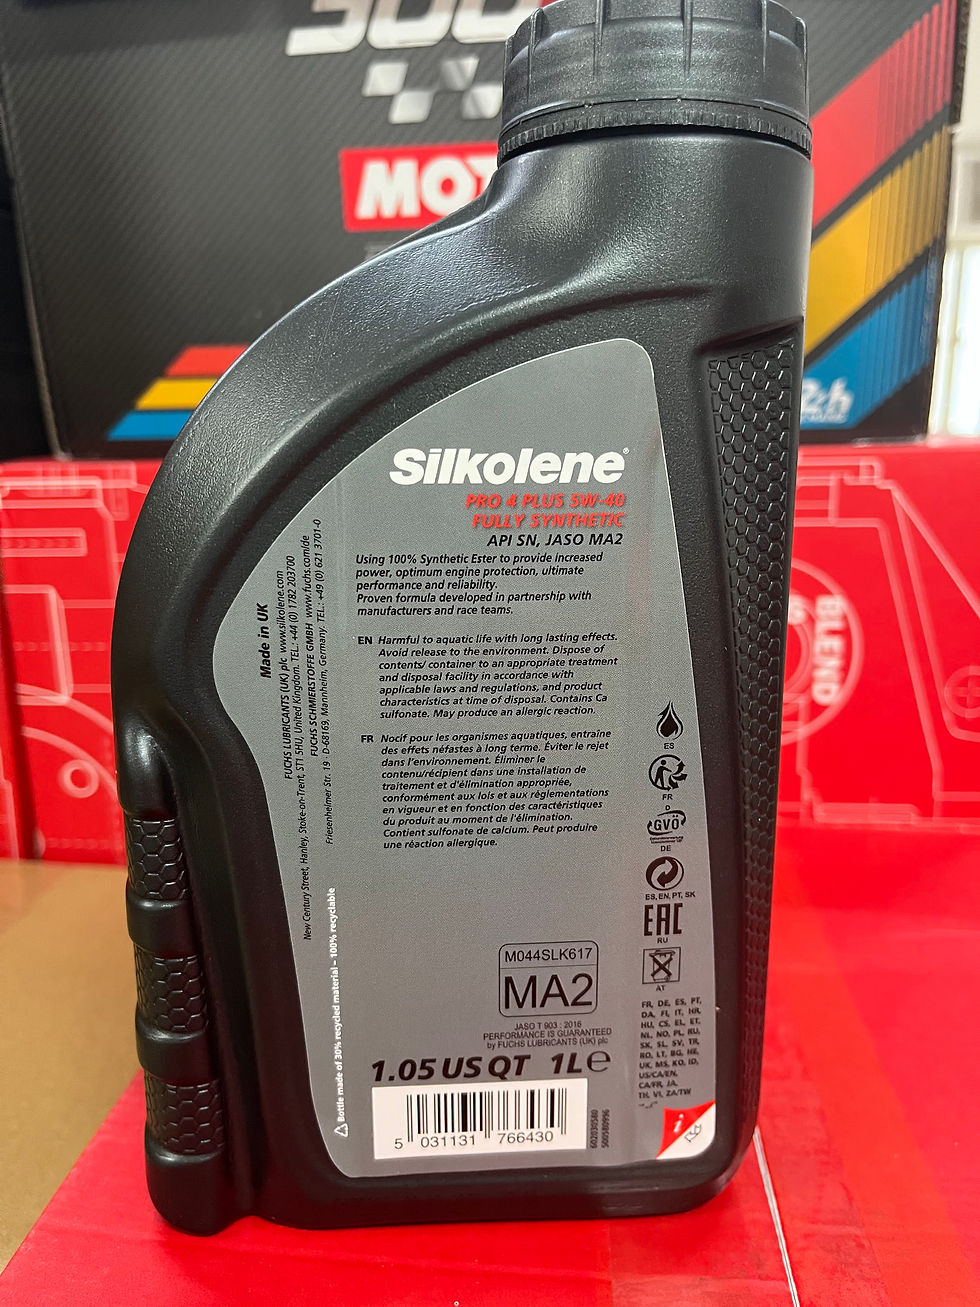 300
MOT
2·h
BLEND
Silkolene®
PRO 4 PLUS 5W-40
FULLY SYNTHETIC
API SN, JASO MA2
Using 100% Synthetic Ester to provide increased
power, optimum engine protection, ultimate
performance and reliability.
Proven formula developed in partnership with
manufacturers and race teams.
EN Harmful to aquatic life with long lasting effects.
Avoid release to the environment. Dispose of
contents/ container to an appropriate treatment
and disposal facility in accordance with
applicable laws and regulations, and product
characteristics at time of disposal. Contains Ca
sulfonate. May produce an allergic reaction.
FR Nocif pour les organismes aquatiques, entraîne
des effets néfastes à long terme. Éviter le rejet
dans l'environnement. Éliminer le
contenu/récipient dans une installation de
traitement et d'élimination appropriée,
conformément aux lois et aux réglementations
en vigueur et en fonction des caractéristiques
du produit au moment de l'élimination.
Contient sulfonate de calcium. Peut produire
une réaction allergique.
Made in UK
FUCHS LUBRICANTS (UK) plc www.silkolene.com
New Century Street, Hanley, Stoke-on-Trent, ST1 5HU, United Kingdom. TEL: +44 (0) 1782 203700
FUCHS SCHMIERSTOFFE GMBH www.fuchs.com/de
Friesenheimer Str. 19 · D-68169, Mannheim, Germany. TEL.: +49 (0) 621 3701-0
Bottle made of 30% recycled material – 100% recyclable
ES
FR
D
GVÖ
DE
ES, EN, PT, SK
EAC
RU
AT
M044SLK617
MA2
JASO T 903 : 2016
PERFORMANCE IS GUARANTEED
by FUCHS LUBRICANTS (UK) plc
1.05 US QT 1L℮
FR, DE, ES, PT,
DA, FI, IT, HR,
HU, CS, EL, ET,
NL, NO, PL, RU,
SK, SL, SV, TR,
RO, LT, BG, HE,
UK, MS, KO, ID,
US/CA/EN,
CA/FR, JA,
TH, VI, ZA/TW
5 031131 766430
6020303580
500580996
i